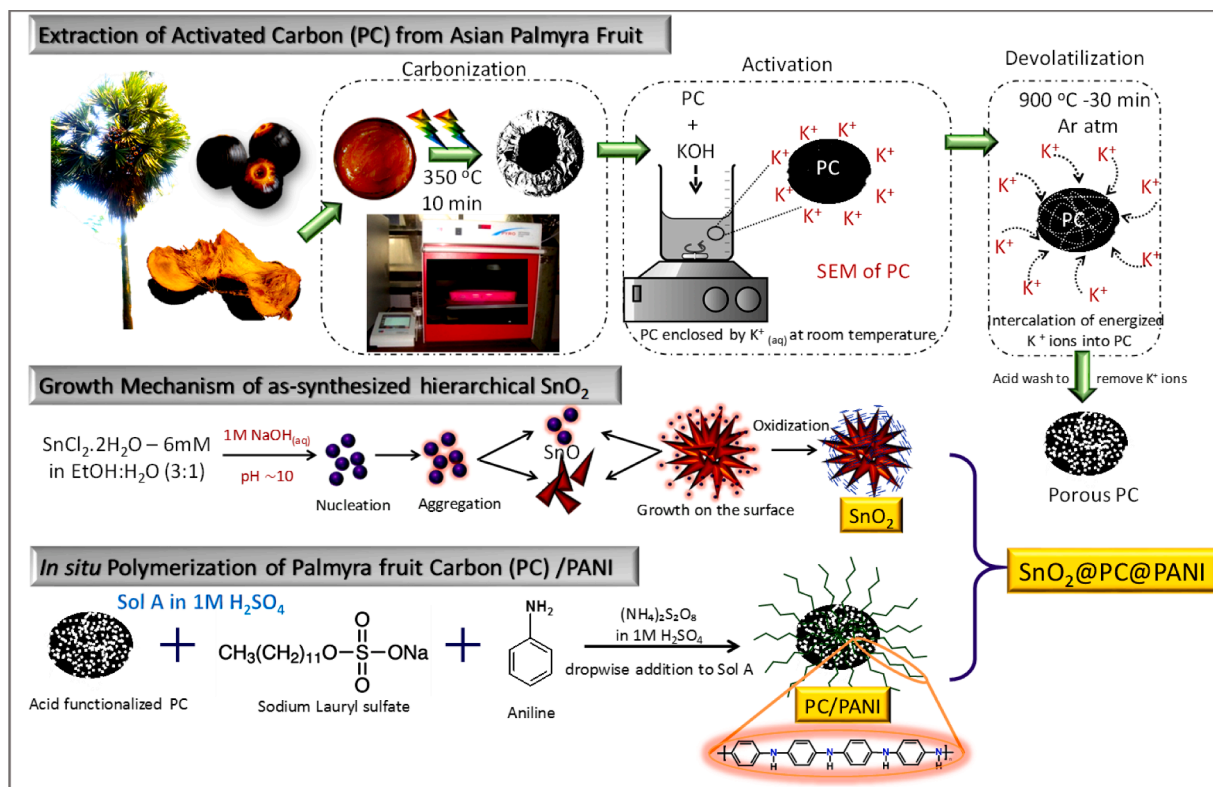 Extraction of Activated Carbon (PC) from Asian Palmyra Fruit
Carbonization
350 °C
10 min
Activation
PC
+
KOH
K⁺
K⁺
K⁺
K⁺
K⁺
K⁺
K⁺
K⁺
PC
SEM of PC
PC enclosed by K⁺ (aq) at room temperature
Devolatilization
900 °C -30 min
Ar atm
K⁺
K⁺
K⁺
K⁺
K⁺
K⁺
K⁺
K⁺
PC
Intercalation of energized
K⁺ ions into PC
Acid wash to remove K⁺ ions
Porous PC
Growth Mechanism of as-synthesized hierarchical SnO₂
SnCl₂.2H₂O – 6mM
in EtOH:H₂O (3:1)
1M NaOH(aq)
pH ~10
Nucleation
Aggregation
SnO
Growth on the surface
Oxidization
SnO₂
In situ Polymerization of Palmyra fruit Carbon (PC) /PANI
Sol A in 1M H₂SO₄
Acid functionalized PC
+
CH₃(CH₂)₁₁O-S-ONa
O
O
Sodium Lauryl sulfate
+
NH₂
Aniline
(NH₄)₂S₂O₈
in 1M H₂SO₄
dropwise addition to Sol A
PC/PANI
N H N H N H N H
SnO₂@PC@PANI